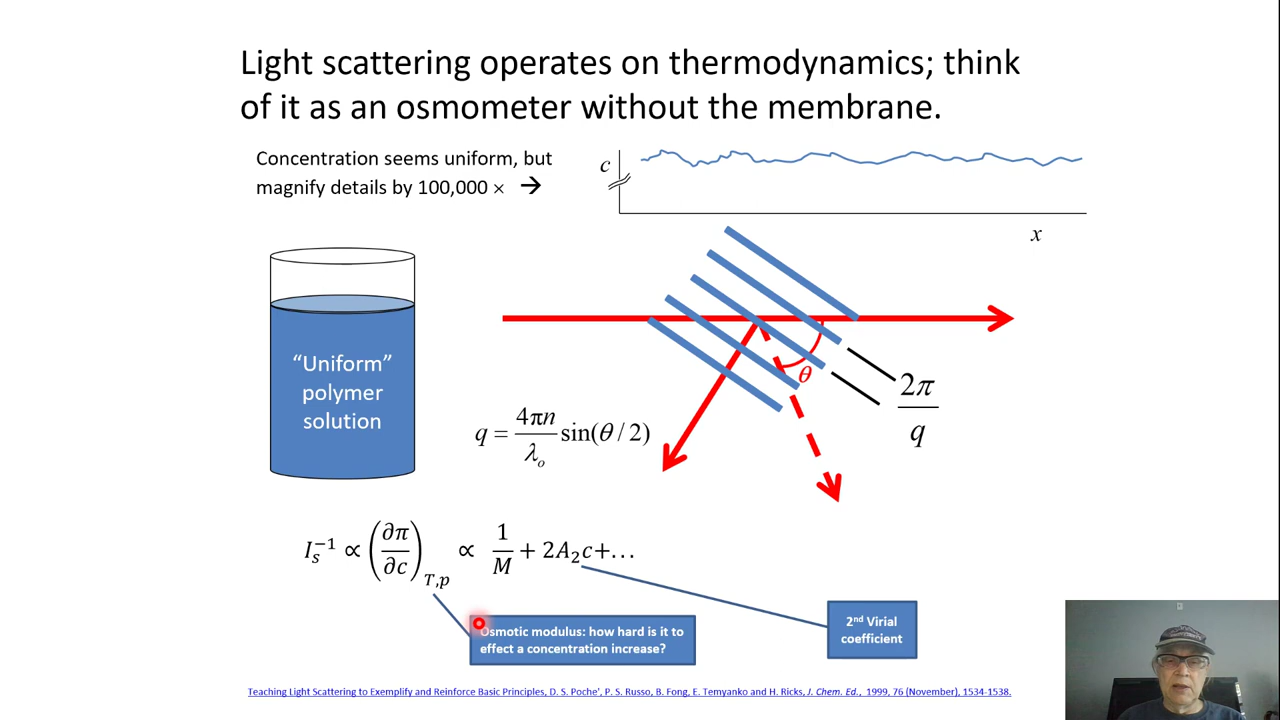 Light scattering operates on thermodynamics; think
of it as an osmometer without the membrane.
Concentration seems uniform, but
magnify details by 100,000 × →
c
x
"Uniform"
polymer
solution
θ
2π/q
q = 4πn/λₒ sin(θ/2)
I_s^{-1} ∝ (∂π/∂c)_{T,p} ∝ 1/M + 2A₂c+…
Osmotic modulus: how hard is it to
effect a concentration increase?
2nd Virial
coefficient
Teaching Light Scattering to Exemplify and Reinforce Basic Principles, D. S. Poche', P. S. Russo, B. Fong, E. Temyanko and H. Ricks, J. Chem. Ed., 1999, 76 (November), 1534-1538.